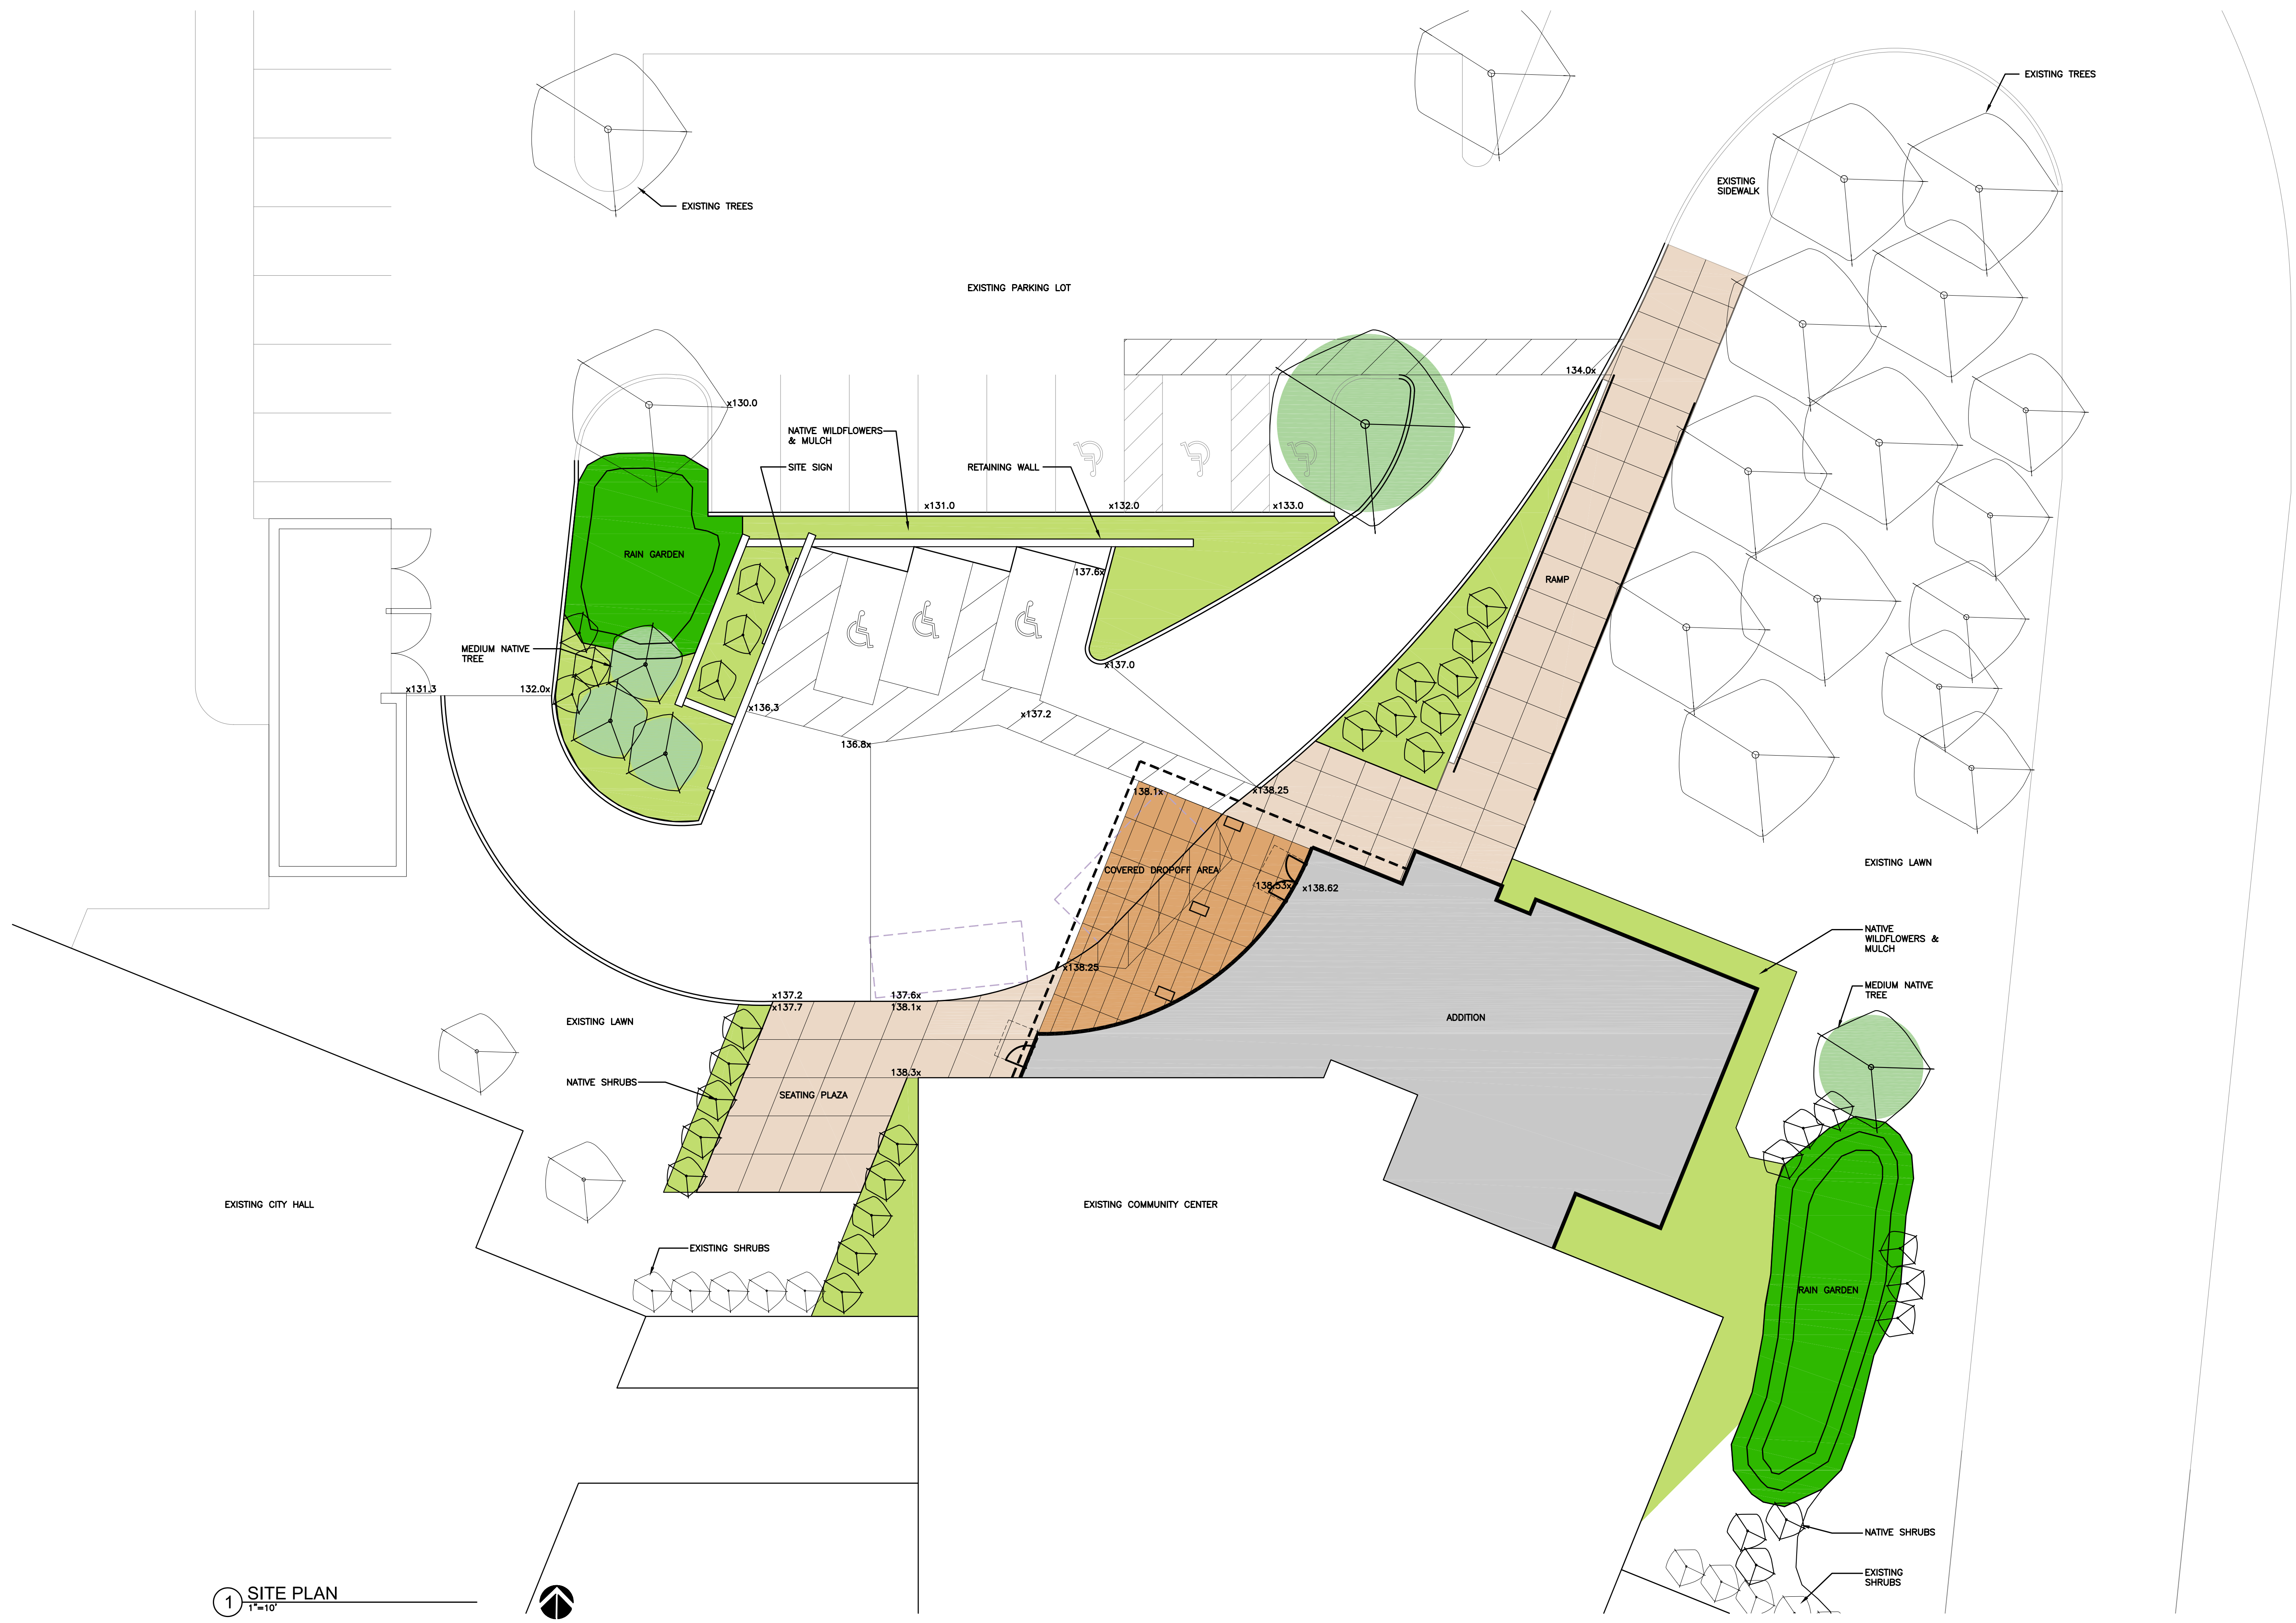 EXISTING TREES
EXISTING
SIDEWALK
EXISTING TREES
EXISTING PARKING LOT
134.0x
x130.0
NATIVE WILDFLOWERS
& MULCH
SITE SIGN
RETAINING WALL
x131.0
x132.0
x133.0
RAIN GARDEN
137.6x
RAMP
MEDIUM NATIVE
TREE
x137.0
x131.3
132.0x
x136.3
x137.2
136.8x
138.1x
x138.25
COVERED DROPOFF AREA
138.53x
x138.62
EXISTING LAWN
NATIVE
WILDFLOWERS &
MULCH
x138.25
MEDIUM NATIVE
TREE
x137.2
137.6x
x137.7
138.1x
EXISTING LAWN
ADDITION
138.3x
NATIVE SHRUBS
SEATING PLAZA
EXISTING CITY HALL
EXISTING COMMUNITY CENTER
EXISTING SHRUBS
RAIN GARDEN
NATIVE SHRUBS
EXISTING
SHRUBS
1 SITE PLAN
1"=10'